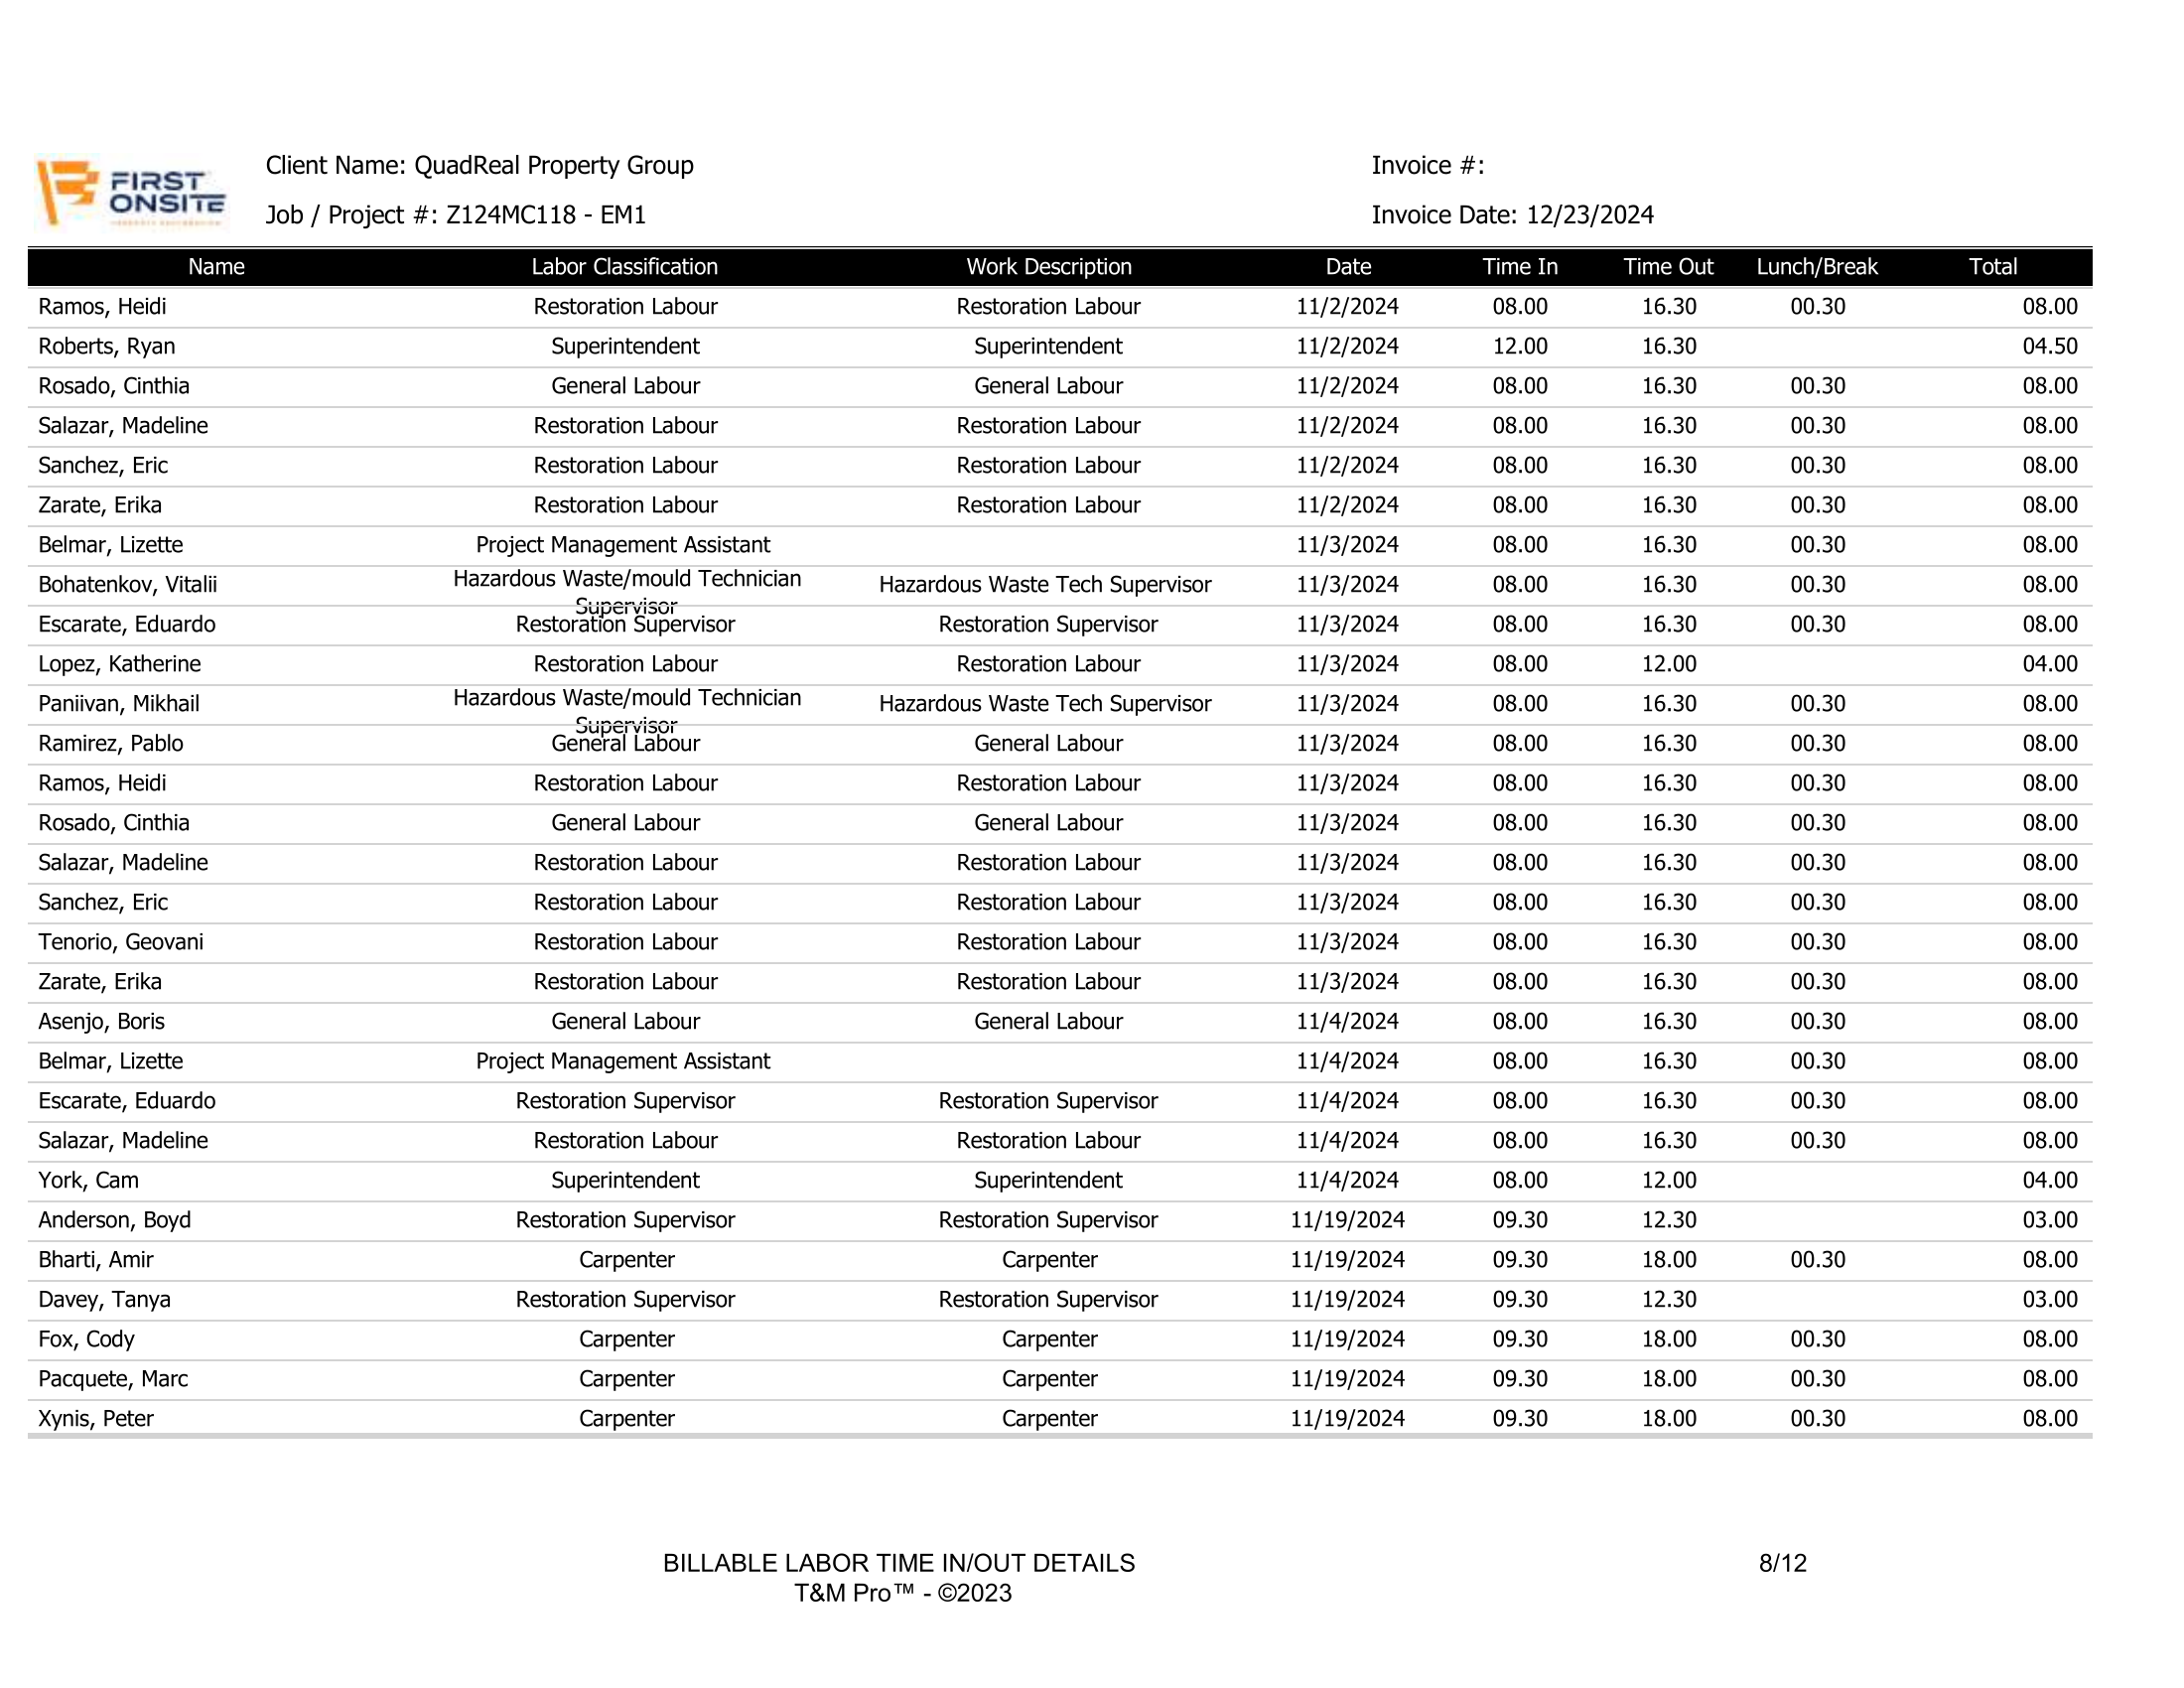 FIRST
ONSITE
Client Name: QuadReal Property Group
Invoice #:
Job / Project #: Z124MC118 - EM1
Invoice Date: 12/23/2024
Name Labor Classification Work Description Date Time In Time Out Lunch/Break Total
Ramos, Heidi Restoration Labour Restoration Labour 11/2/2024 08.00 16.30 00.30 08.00
Roberts, Ryan Superintendent Superintendent 11/2/2024 12.00 16.30 04.50
Rosado, Cinthia General Labour General Labour 11/2/2024 08.00 16.30 00.30 08.00
Salazar, Madeline Restoration Labour Restoration Labour 11/2/2024 08.00 16.30 00.30 08.00
Sanchez, Eric Restoration Labour Restoration Labour 11/2/2024 08.00 16.30 00.30 08.00
Zarate, Erika Restoration Labour Restoration Labour 11/2/2024 08.00 16.30 00.30 08.00
Belmar, Lizette Project Management Assistant 11/3/2024 08.00 16.30 00.30 08.00
Bohatenkov, Vitalii Hazardous Waste/mould Technician Supervisor Hazardous Waste Tech Supervisor 11/3/2024 08.00 16.30 00.30 08.00
Escarate, Eduardo Restoration Supervisor Restoration Supervisor 11/3/2024 08.00 16.30 00.30 08.00
Lopez, Katherine Restoration Labour Restoration Labour 11/3/2024 08.00 12.00 04.00
Paniivan, Mikhail Hazardous Waste/mould Technician Supervisor Hazardous Waste Tech Supervisor 11/3/2024 08.00 16.30 00.30 08.00
Ramirez, Pablo General Labour General Labour 11/3/2024 08.00 16.30 00.30 08.00
Ramos, Heidi Restoration Labour Restoration Labour 11/3/2024 08.00 16.30 00.30 08.00
Rosado, Cinthia General Labour General Labour 11/3/2024 08.00 16.30 00.30 08.00
Salazar, Madeline Restoration Labour Restoration Labour 11/3/2024 08.00 16.30 00.30 08.00
Sanchez, Eric Restoration Labour Restoration Labour 11/3/2024 08.00 16.30 00.30 08.00
Tenorio, Geovani Restoration Labour Restoration Labour 11/3/2024 08.00 16.30 00.30 08.00
Zarate, Erika Restoration Labour Restoration Labour 11/3/2024 08.00 16.30 00.30 08.00
Asenjo, Boris General Labour General Labour 11/4/2024 08.00 16.30 00.30 08.00
Belmar, Lizette Project Management Assistant 11/4/2024 08.00 16.30 00.30 08.00
Escarate, Eduardo Restoration Supervisor Restoration Supervisor 11/4/2024 08.00 16.30 00.30 08.00
Salazar, Madeline Restoration Labour Restoration Labour 11/4/2024 08.00 16.30 00.30 08.00
York, Cam Superintendent Superintendent 11/4/2024 08.00 12.00 04.00
Anderson, Boyd Restoration Supervisor Restoration Supervisor 11/19/2024 09.30 12.30 03.00
Bharti, Amir Carpenter Carpenter 11/19/2024 09.30 18.00 00.30 08.00
Davey, Tanya Restoration Supervisor Restoration Supervisor 11/19/2024 09.30 12.30 03.00
Fox, Cody Carpenter Carpenter 11/19/2024 09.30 18.00 00.30 08.00
Pacquete, Marc Carpenter Carpenter 11/19/2024 09.30 18.00 00.30 08.00
Xynis, Peter Carpenter Carpenter 11/19/2024 09.30 18.00 00.30 08.00
BILLABLE LABOR TIME IN/OUT DETAILS 8/12
T&M Pro™ - ©2023